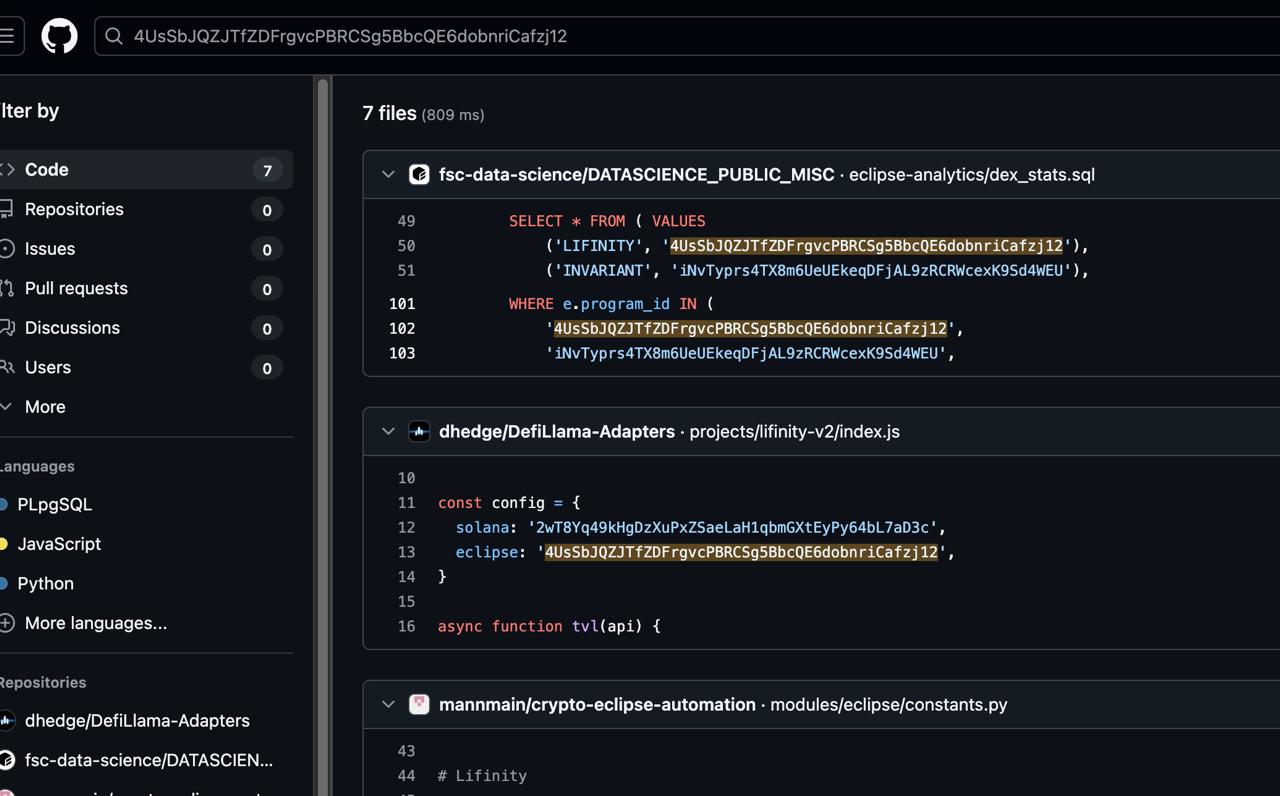 4UsSbJQZJTfZDFrgvcPBRCSg5BbcQE6dobnriCafzj12
lter by
Code 7
Repositories 0
Issues 0
Pull requests 0
Discussions 0
Users 0
More
Languages
PLpgSQL
JavaScript
Python
More languages...
Repositories
dhedge/DefiLlama-Adapters
fsc-data-science/DATASCIEN...
7 files (809 ms)
fsc-data-science/DATASCIENCE_PUBLIC_MISC · eclipse-analytics/dex_stats.sql
49 SELECT * FROM ( VALUES
50 ('LIFINITY', '4UsSbJQZJTfZDFrgvcPBRCSg5BbcQE6dobnriCafzj12'),
51 ('INVARIANT', 'iNvTyprs4TX8m6UeUEkeqDFjAL9zRCRWcexK9Sd4WEU'),
101 WHERE e.program_id IN (
102 '4UsSbJQZJTfZDFrgvcPBRCSg5BbcQE6dobnriCafzj12',
103 'iNvTyprs4TX8m6UeUEkeqDFjAL9zRCRWcexK9Sd4WEU',
dhedge/DefiLlama-Adapters · projects/lifinity-v2/index.js
10
11 const config = {
12 solana: '2wT8Yq49kHgDzXuPxZSaeLaH1qbmGXtEyPy64bL7aD3c',
13 eclipse: '4UsSbJQZJTfZDFrgvcPBRCSg5BbcQE6dobnriCafzj12',
14 }
15
16 async function tvl(api) {
mannmain/crypto-eclipse-automation · modules/eclipse/constants.py
43
44 # Lifinity